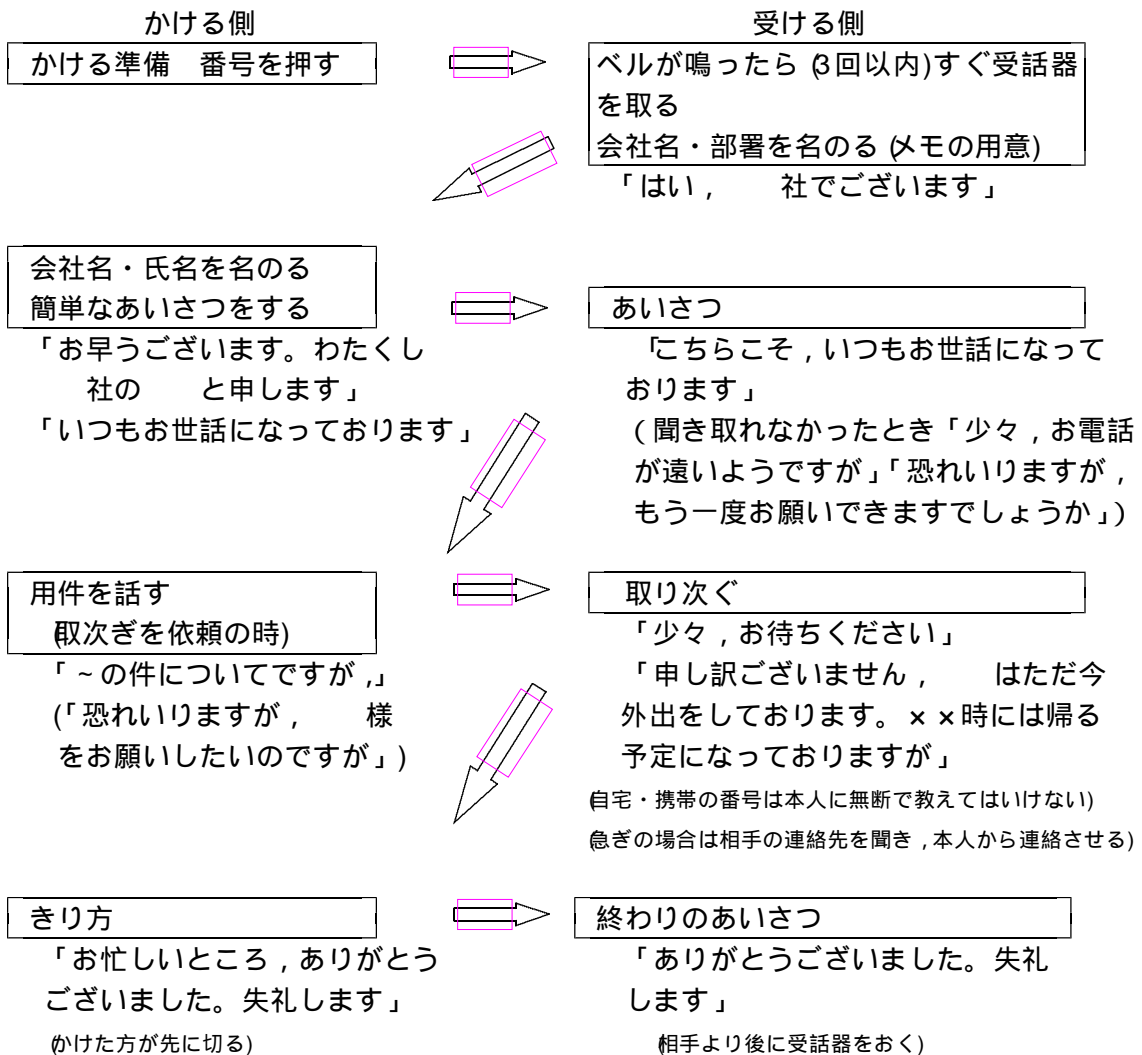 かける側
受ける側
かける準備　番号を押す
ベルが鳴ったら(3回以内)すぐ受話器
を取る
会社名・部署を名のる(メモの用意)
「はい，　　社でございます」
会社名・氏名を名のる
簡単なあいさつをする
「お早うございます。わたくし
社の　　と申します」
「いつもお世話になっております」
あいさつ
「こちらこそ，いつもお世話になって
おります」
(聞き取れなかったとき「少々，お電話
が遠いようですが」「恐れいりますが，
もう一度お願いできますでしょうか」)
用件を話す
(取次ぎを依頼の時)
「～の件についてですが，」
(「恐れいりますが，　　様
をお願いしたいのですが」)
取り次ぐ
「少々，お待ちください」
「申し訳ございません，　　はただ今
外出をしております。××時には帰る
予定になっておりますが」
(自宅・携帯の番号は本人に無断で教えてはいけない)
(急ぎの場合は相手の連絡先を聞き，本人から連絡させる)
きり方
「お忙しいところ，ありがとう
ございました。失礼します」
(かけた方が先に切る)
終わりのあいさつ
「ありがとうございました。失礼
します」
(相手より後に受話器をおく)